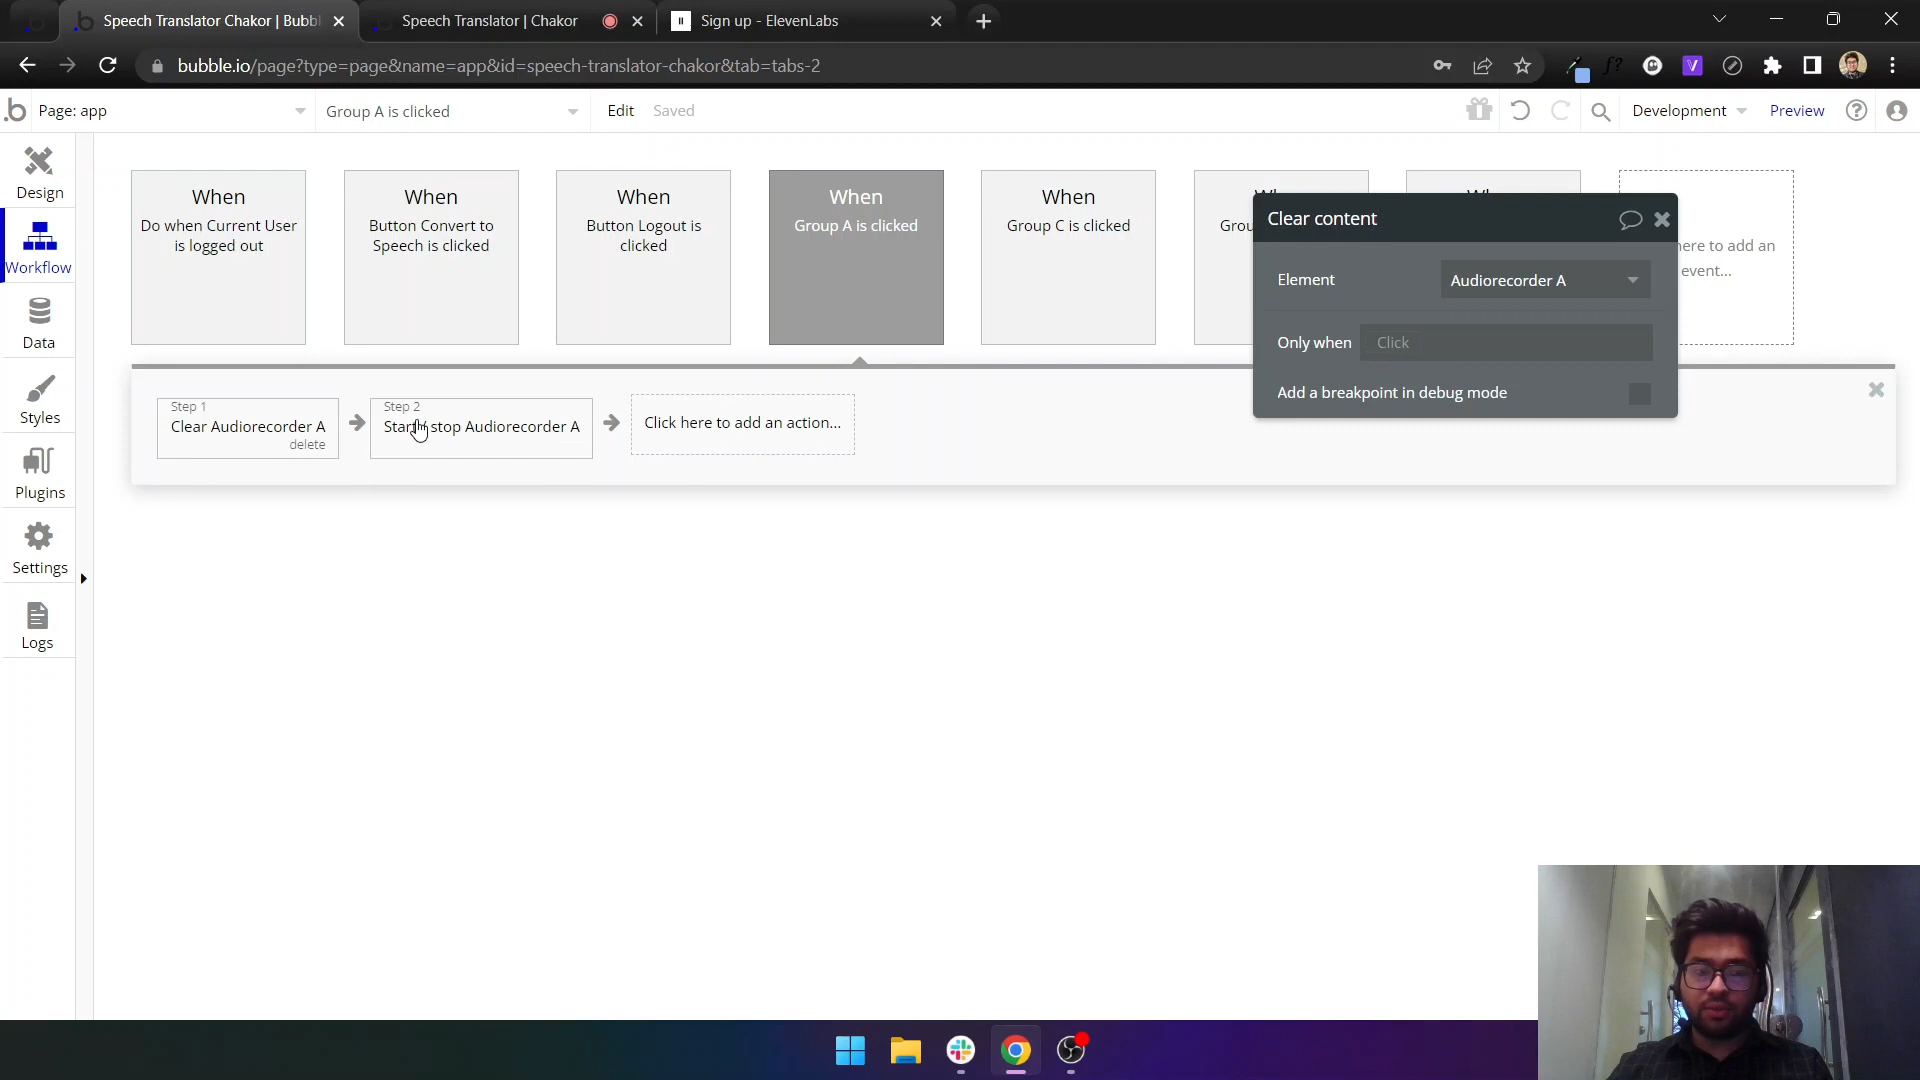 Speech Translator Chakor | Bubbl
Speech Translator | Chakor
Sign up - ElevenLabs
bubble.io/page?type=page&name=app&id=speech-translator-chakor&tab=tabs-2
Page: app
Group A is clicked
Edit
Saved
Development
Preview
Design
Workflow
Data
Styles
Plugins
Settings
Logs
When
Do when Current User
is logged out
When
Button Convert to
Speech is clicked
When
Button Logout is
clicked
When
Group A is clicked
When
Group C is clicked
Grou
here to add an
event...
Clear content
Element
Audiorecorder A
Only when
Click
Add a breakpoint in debug mode
Step 1
Clear Audiorecorder A
delete
Step 2
Start/ stop Audiorecorder A
Click here to add an action...